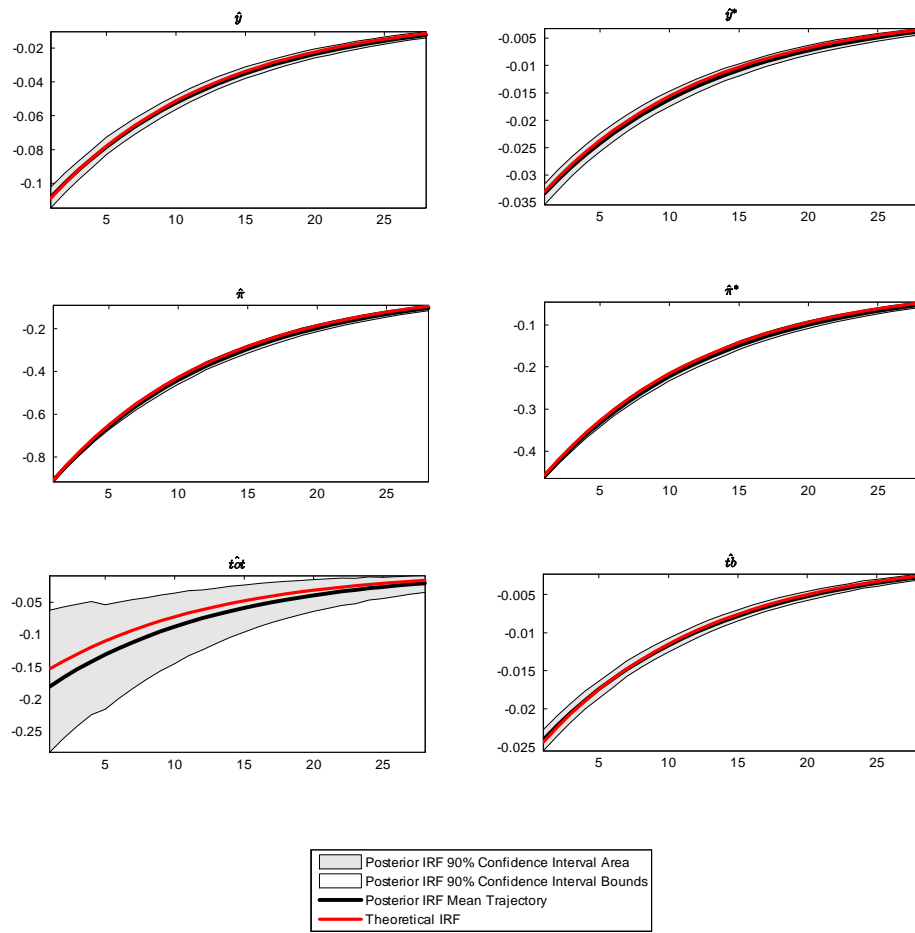 ŷ
-0.02
-0.04
-0.06
-0.08
-0.1
5 10 15 20 25
ŷ*
-0.005
-0.01
-0.015
-0.02
-0.025
-0.03
-0.035
5 10 15 20 25
π̂
-0.2
-0.4
-0.6
-0.8
5 10 15 20 25
π̂*
-0.1
-0.2
-0.3
-0.4
5 10 15 20 25
tôt
-0.05
-0.1
-0.15
-0.2
-0.25
5 10 15 20 25
t̂b
-0.005
-0.01
-0.015
-0.02
-0.025
5 10 15 20 25
Posterior IRF 90% Confidence Interval Area
Posterior IRF 90% Confidence Interval Bounds
Posterior IRF Mean Trajectory
Theoretical IRF